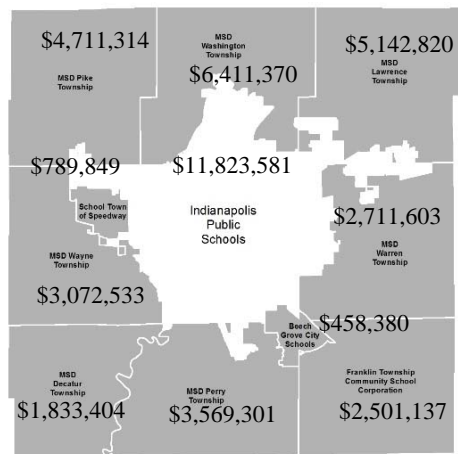 $4,711,314
MSD Pike
Township
MSD
Washington
Township
$6,411,370
$5,142,820
MSD
Lawrence
Township
$789,849
School Town
of Speedway
$11,823,581
Indianapolis
Public
Schools
$2,711,603
MSD
Warren
Township
MSD Wayne
Township
$3,072,533
$458,380
Beech
Grove City
Schools
MSD
Decatur
Township
$1,833,404
MSD Perry
Township
$3,569,301
Franklin Township
Community School
Corporation
$2,501,137